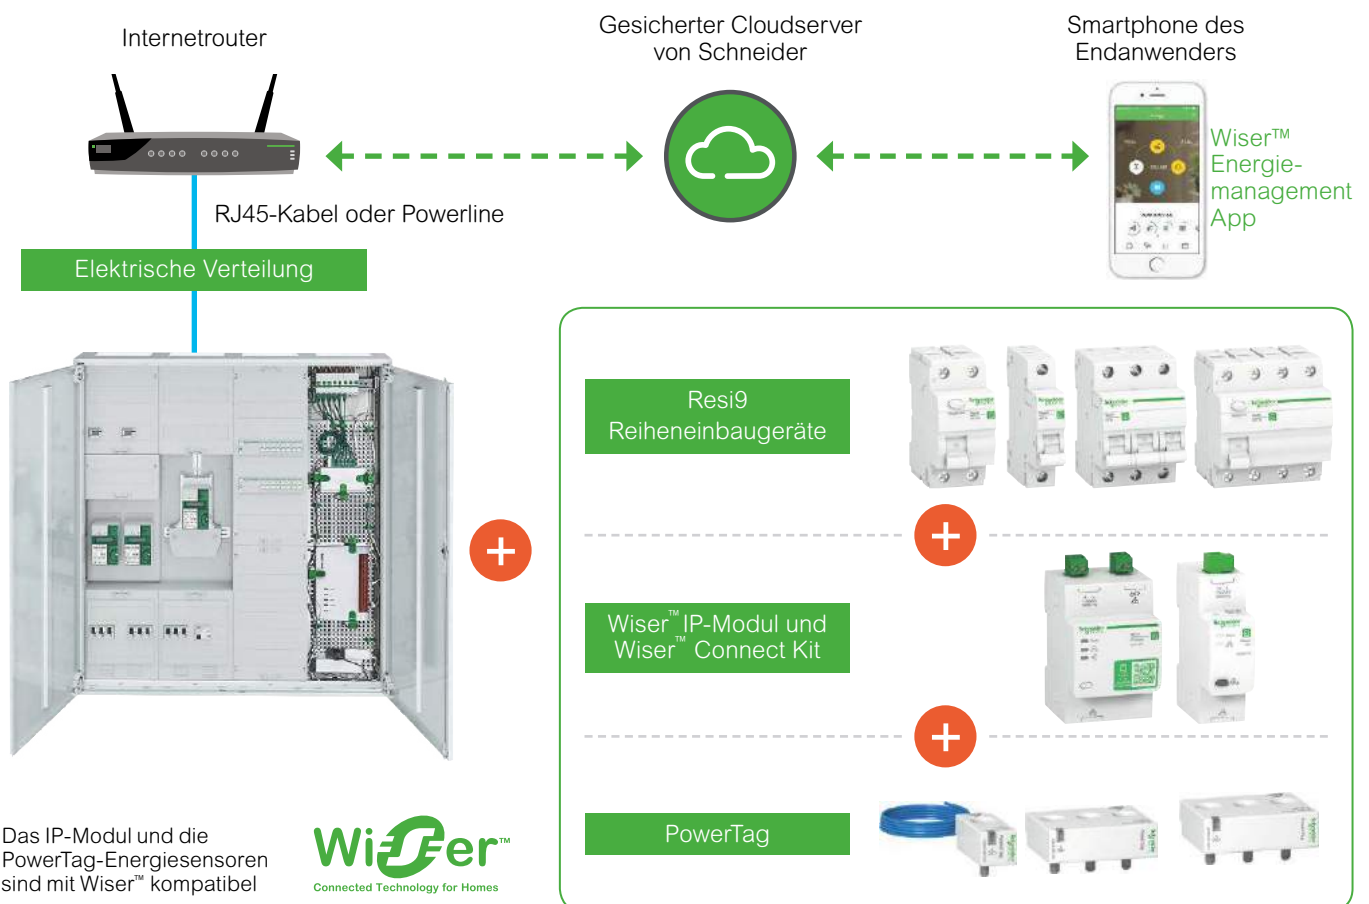 Internetrouter
Gesicherter Cloudserver
von Schneider
Smartphone des
Endanwenders
Wiser™
Energie-
management
App
RJ45-Kabel oder Powerline
Elektrische Verteilung
Resi9
Reiheneinbaugeräte
Wiser™ IP-Modul und
Wiser™ Connect Kit
PowerTag
Das IP-Modul und die
PowerTag-Energiesensoren
sind mit Wiser™ kompatibel
Wiser™
Connected Technology for Homes